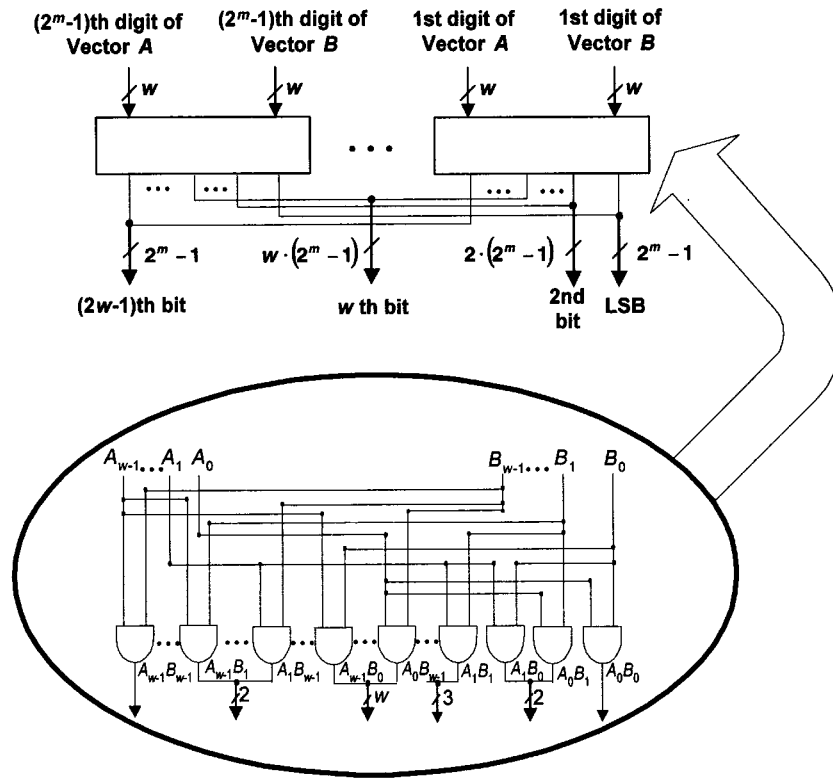 (2^m-1)th digit of Vector A
(2^m-1)th digit of Vector B
1st digit of Vector A
1st digit of Vector B
w w w w
• • •
••• ••• ••• •••
2^m − 1 w · (2^m−1) 2 · (2^m−1) 2^m − 1
(2w-1)th bit w th bit 2nd bit LSB
A_{w-1} ••• A_1 A_0 B_{w-1} ••• B_1 B_0
••• ••• ••• ••• •••
A_{w-1}B_{w-1} A_{w-1}B_1 A_1B_{w-1} A_{w-1}B_0 A_0B_{w-1} A_1B_1 A_1B_0 A_0B_1 A_0B_0
2 w 3 2